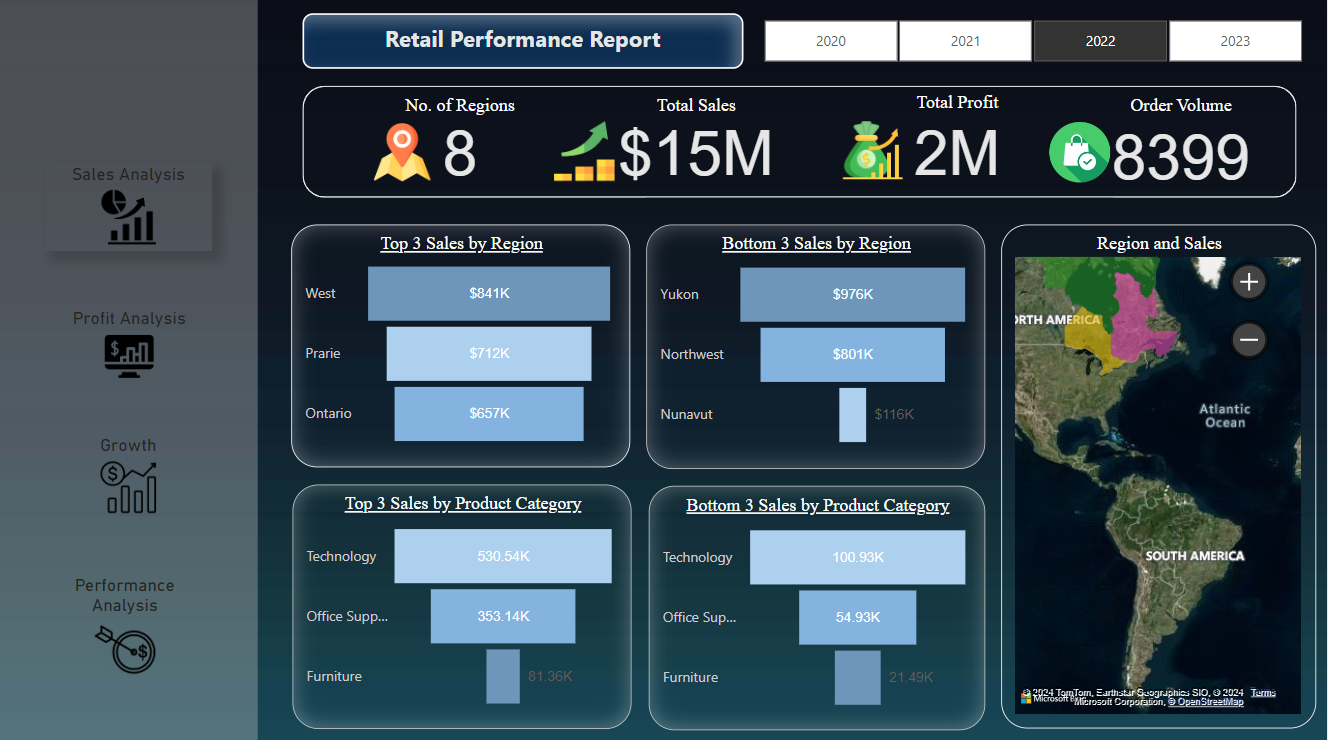 Retail Performance Report
2020
2021
2022
2023
Sales Analysis
Profit Analysis
Growth
Performance
Analysis
No. of Regions
8
Total Sales
$15M
Total Profit
2M
Order Volume
8399
Top 3 Sales by Region
West
$841K
Prarie
$712K
Ontario
$657K
Bottom 3 Sales by Region
Yukon
$976K
Northwest
$801K
Nunavut
$116K
Top 3 Sales by Product Category
Technology
530.54K
Office Supp...
353.14K
Furniture
81.36K
Bottom 3 Sales by Product Category
Technology
100.93K
Office Sup...
54.93K
Furniture
21.49K
Region and Sales
+
−
ORTH AMERICA
Atlantic
Ocean
SOUTH AMERICA
© 2024 TomTom, Earthstar Geographics SIO, © 2024 Terms
Microsoft Corporation, © OpenStreetMap
Microsoft